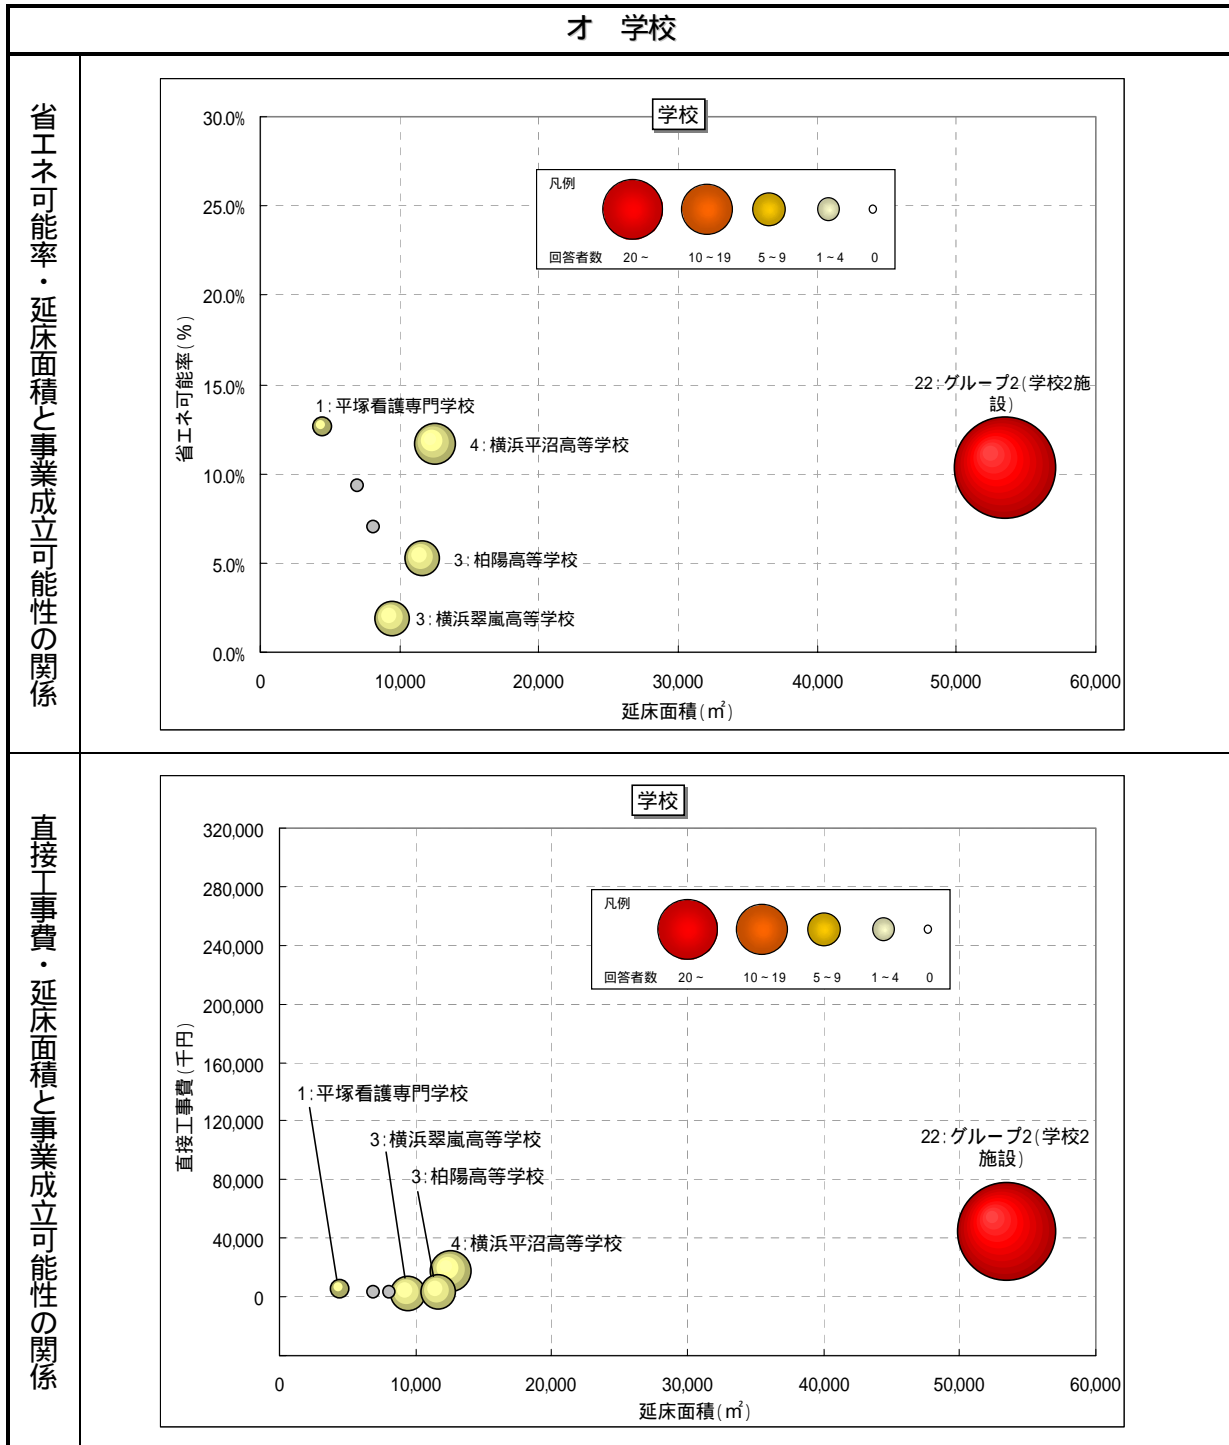 オ 学校
省エネ可能率・延床面積と事業成立可能性の関係
学校
30.0%
25.0%
20.0%
15.0%
10.0%
5.0%
0.0%
省エネ可能率(%)
凡例
回答者数 20~ 10~19 5~9 1~4 0
1:平塚看護専門学校
4:横浜平沼高等学校
3:柏陽高等学校
3:横浜翠嵐高等学校
22:グループ2(学校2施
設)
0 10,000 20,000 30,000 40,000 50,000 60,000
延床面積(㎡)
直接工事費・延床面積と事業成立可能性の関係
学校
320,000
280,000
240,000
200,000
160,000
120,000
80,000
40,000
0
直接工事費(千円)
凡例
回答者数 20~ 10~19 5~9 1~4 0
1:平塚看護専門学校
3:横浜翠嵐高等学校
3:柏陽高等学校
4:横浜平沼高等学校
22:グループ2(学校2
施設)
0 10,000 20,000 30,000 40,000 50,000 60,000
延床面積(㎡)